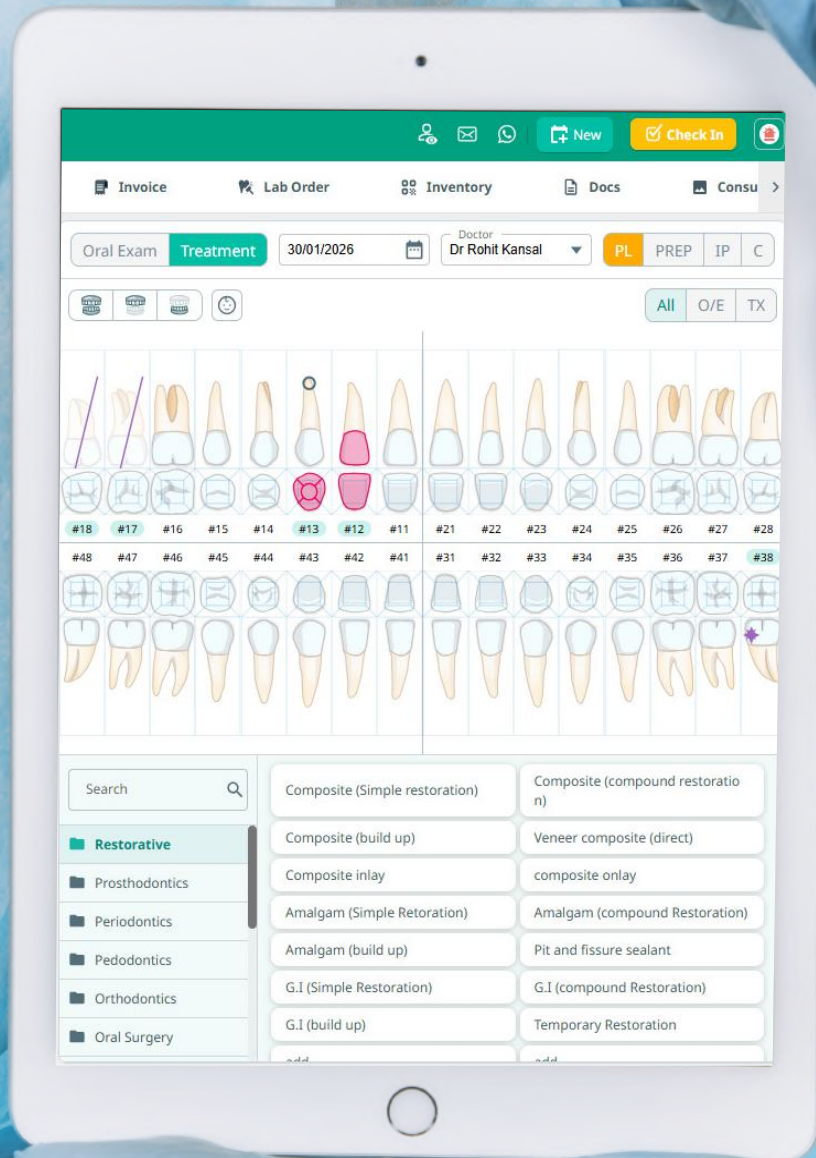 New
Check In
Invoice
Lab Order
Inventory
Docs
Consu
Oral Exam
Treatment
30/01/2026
Doctor
Dr Rohit Kansal
PL
PREP
IP
C
All
O/E
TX
#18 #17 #16 #15 #14 #13 #12 #11 #21 #22 #23 #24 #25 #26 #27 #28
#48 #47 #46 #45 #44 #43 #42 #41 #31 #32 #33 #34 #35 #36 #37 #38
Search
Restorative
Prosthodontics
Periodontics
Pedodontics
Orthodontics
Oral Surgery
Composite (Simple restoration)
Composite (compound restoratio
n)
Composite (build up)
Veneer composite (direct)
Composite inlay
composite onlay
Amalgam (Simple Retoration)
Amalgam (compound Restoration)
Amalgam (build up)
Pit and fissure sealant
G.I (Simple Restoration)
G.I (compound Restoration)
G.I (build up)
Temporary Restoration